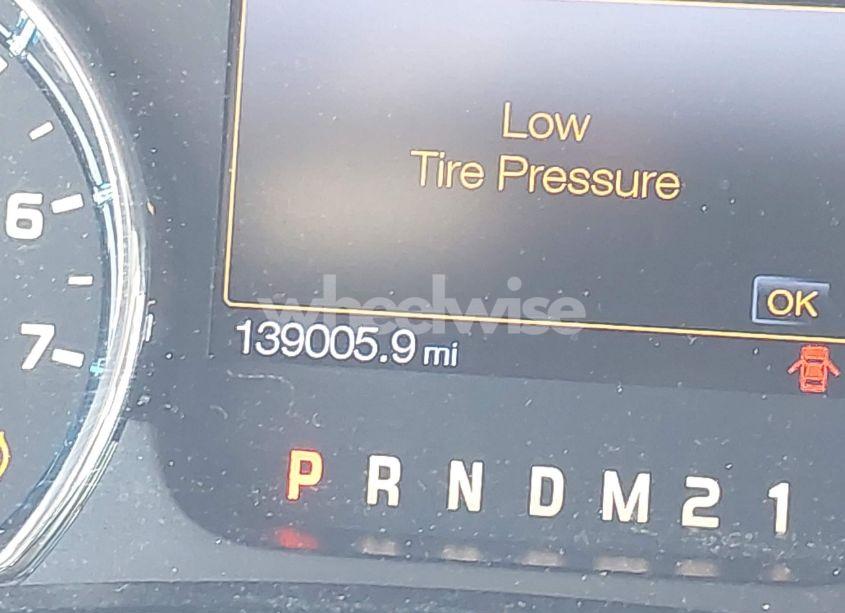 Low
Tire Pressure
6
OK
wheelwise
139005.9 mi
7
P R N D M 2 1